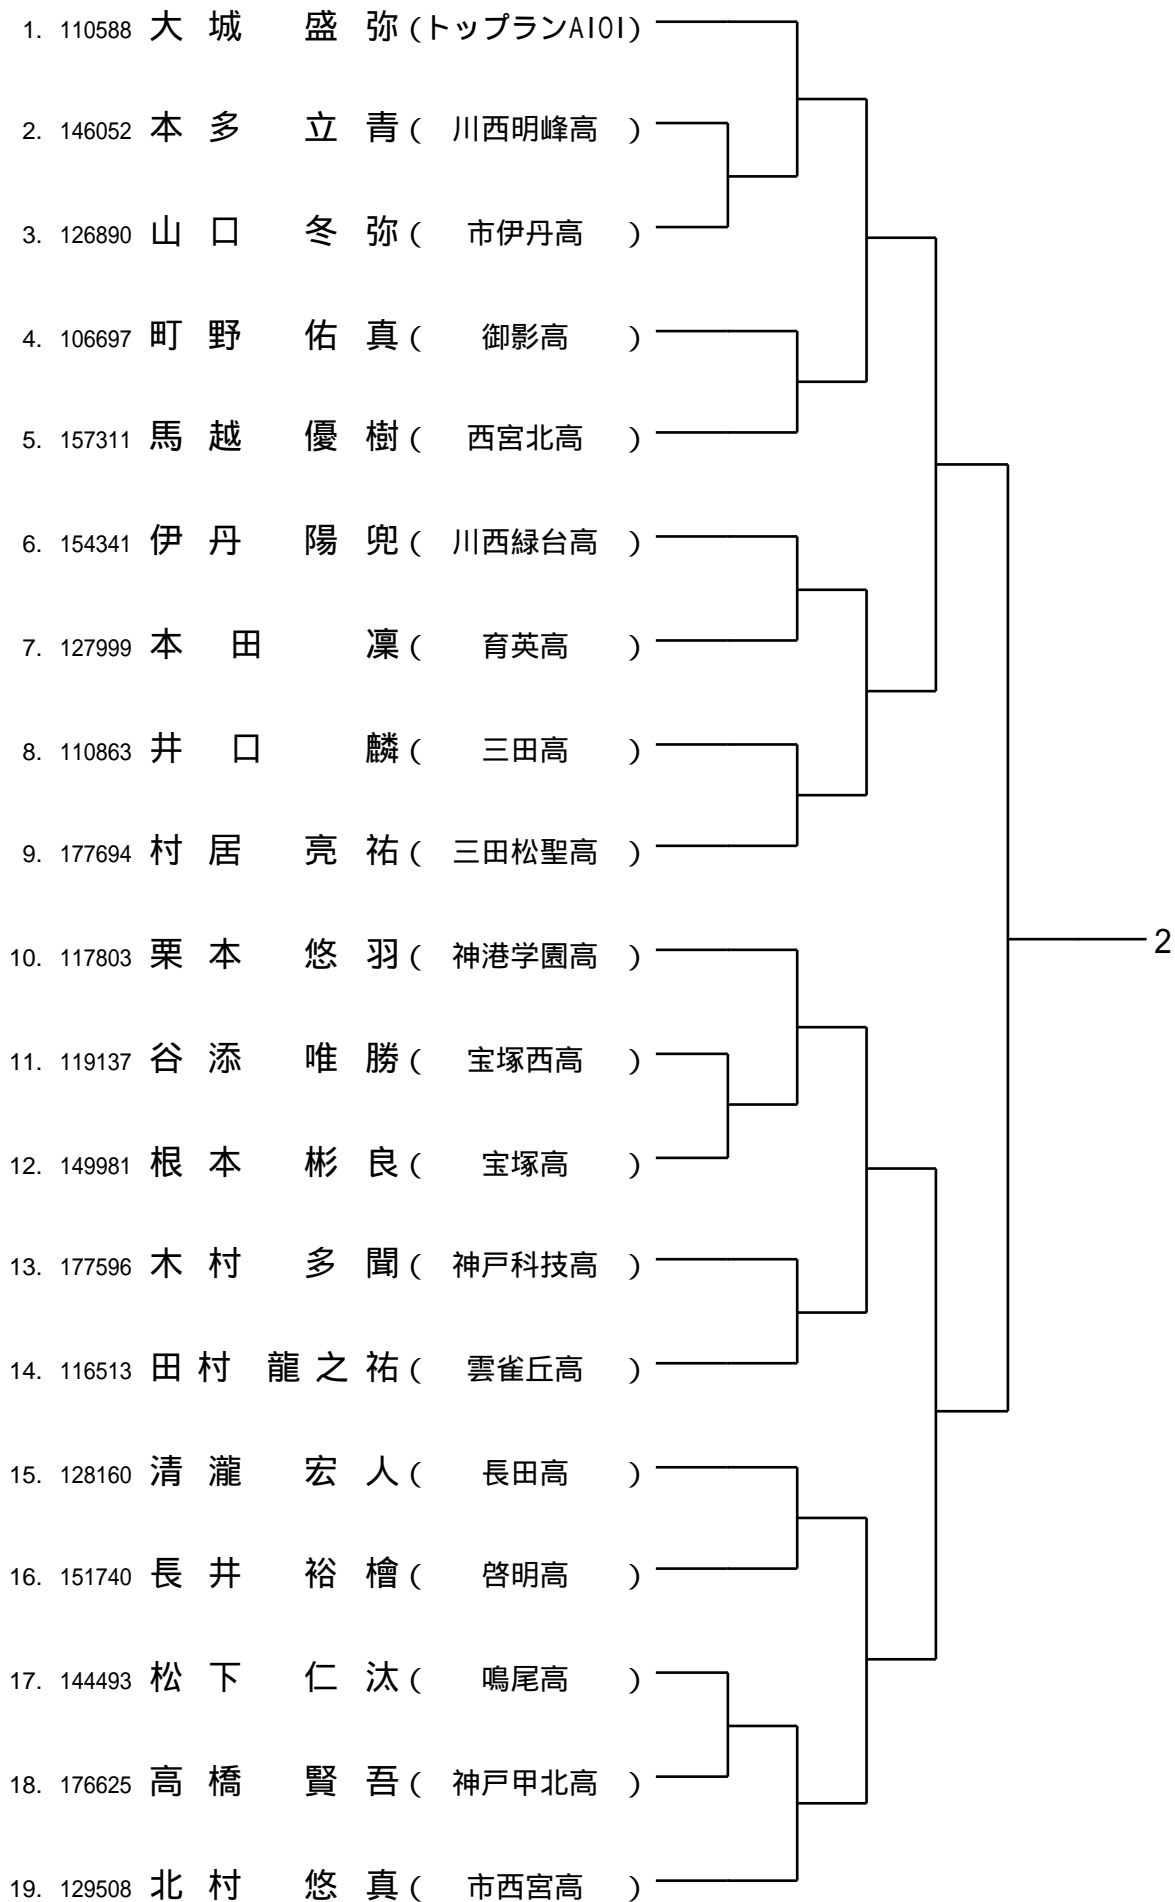 1. 110588 大城 盛弥 (トップランAIOI)
2. 146052 本多 立青 ( 川西明峰高 )
3. 126890 山口 冬弥 ( 市伊丹高 )
4. 106697 町野 佑真 ( 御影高 )
5. 157311 馬越 優樹 ( 西宮北高 )
6. 154341 伊丹 陽兜 ( 川西緑台高 )
7. 127999 本田 凜 ( 育英高 )
8. 110863 井口 麟 ( 三田高 )
9. 177694 村居 亮祐 ( 三田松聖高 )
10. 117803 栗本 悠羽 ( 神港学園高 )
2
11. 119137 谷添 唯勝 ( 宝塚西高 )
12. 149981 根本 彬良 ( 宝塚高 )
13. 177596 木村 多聞 ( 神戸科技高 )
14. 116513 田村 龍之祐 ( 雲雀丘高 )
15. 128160 清瀧 宏人 ( 長田高 )
16. 151740 長井 裕檜 ( 啓明高 )
17. 144493 松下 仁汰 ( 鳴尾高 )
18. 176625 高橋 賢吾 ( 神戸甲北高 )
19. 129508 北村 悠真 ( 市西宮高 )